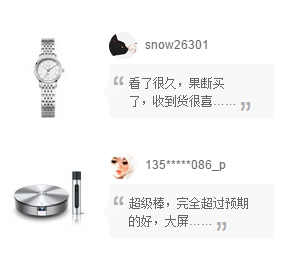 snow26301
看了很久，果断买
了，收到货很喜……
135*****086_p
超级棒，完全超过预期
的好，大屏……